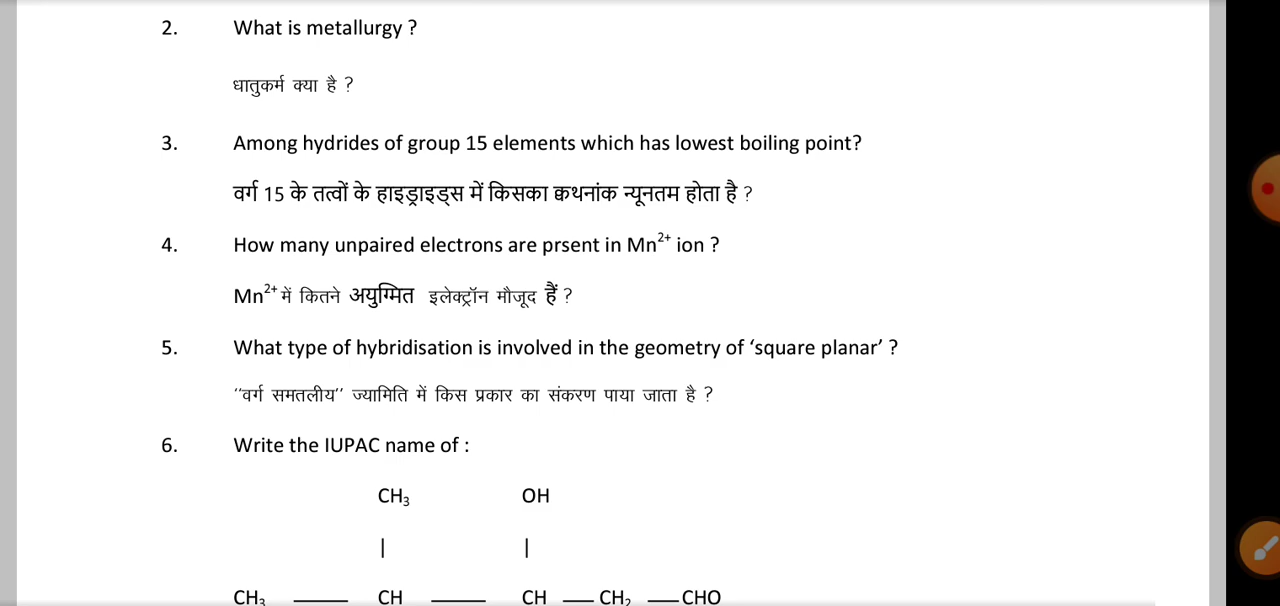 2. What is metallurgy ?
धातुकर्म क्या है ?
3. Among hydrides of group 15 elements which has lowest boiling point?
वर्ग 15 के तत्वों के हाइड्राइड्स में किसका क्वथनांक न्यूनतम होता है ?
4. How many unpaired electrons are prsent in Mn²⁺ ion ?
Mn²⁺ में कितने अयुग्मित इलेक्ट्रॉन मौजूद हैं ?
5. What type of hybridisation is involved in the geometry of ‘square planar’ ?
‘‘वर्ग समतलीय’’ ज्यामिति में किस प्रकार का संकरण पाया जाता है ?
6. Write the IUPAC name of :
CH₃ OH
| |
CH₃ —— CH —— CH — CH₂ — CHO